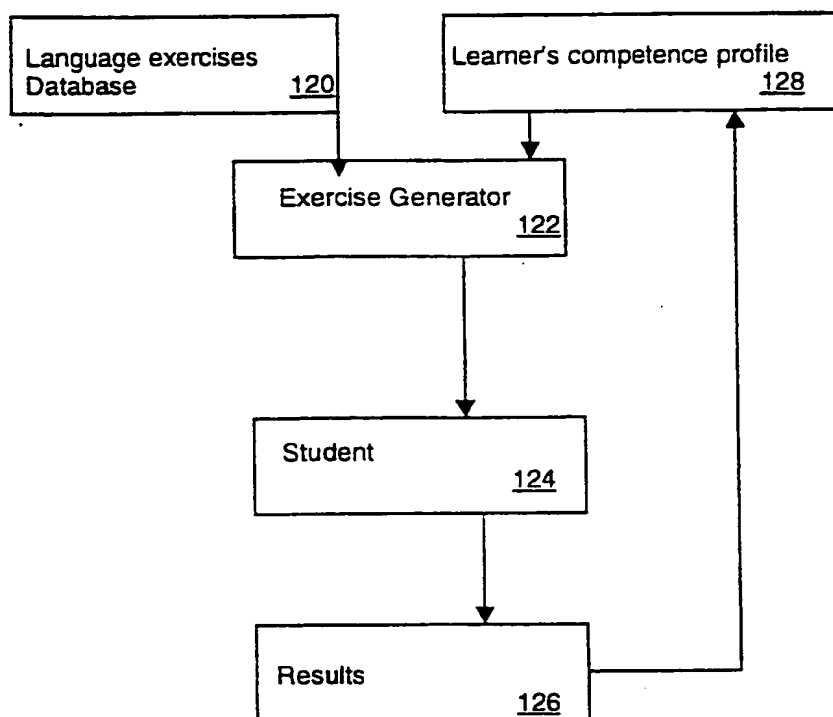 Language exercises
Database 120
Learner's competence profile
128
Exercise Generator
122
Student
124
Results
126